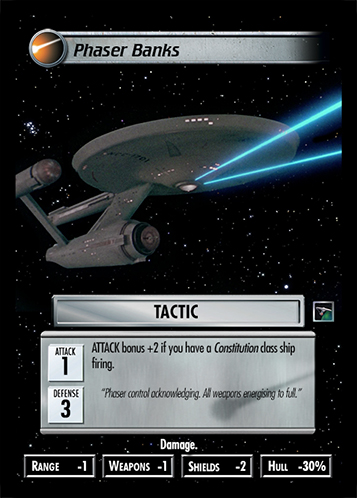 Phaser Banks
TACTIC
ATTACK
1
ATTACK bonus +2 if you have a Constitution class ship
firing.
DEFENSE
3
"Phaser control acknowledging. All weapons energising to full."
Damage.
RANGE -1 WEAPONS -1 SHIELDS -2 HULL -30%